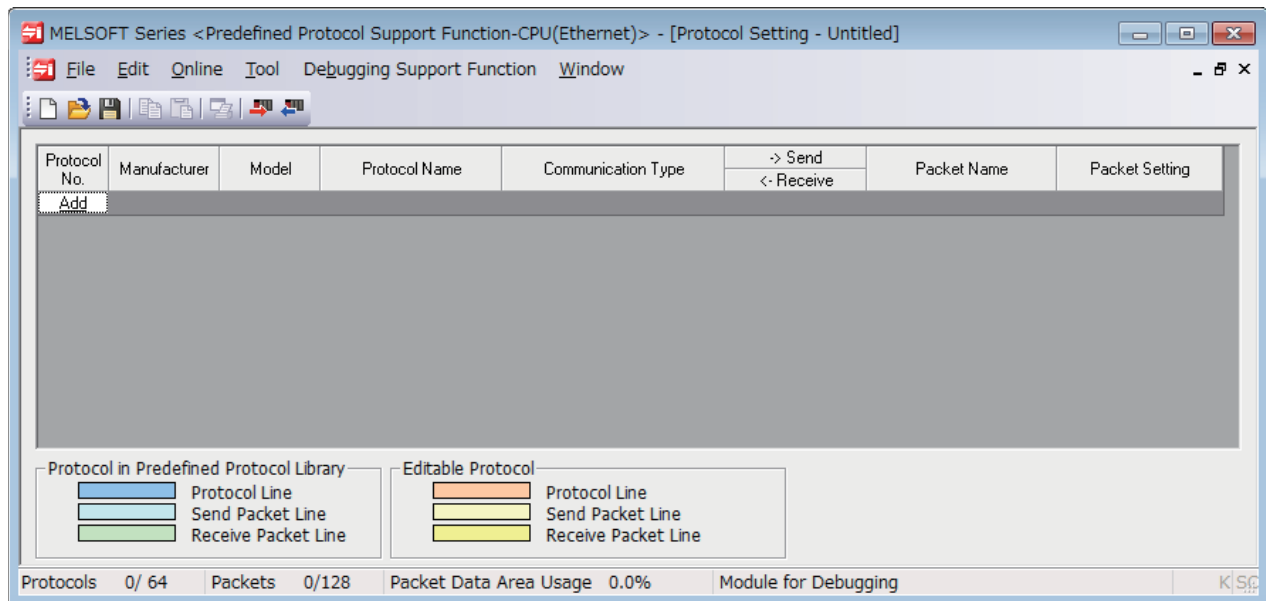 MELSOFT Series <Predefined Protocol Support Function-CPU(Ethernet)> - [Protocol Setting - Untitled]
File Edit Online Tool Debugging Support Function Window
Protocol No. Manufacturer Model Protocol Name Communication Type -> Send <- Receive Packet Name Packet Setting
Add
Protocol in Predefined Protocol Library Editable Protocol
Protocol Line Protocol Line
Send Packet Line Send Packet Line
Receive Packet Line Receive Packet Line
Protocols 0/ 64 Packets 0/128 Packet Data Area Usage 0.0% Module for Debugging